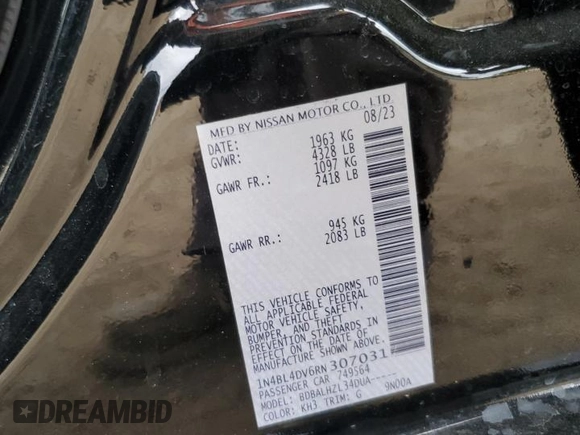 MFD BY NISSAN MOTOR CO., LTD
DATE: 08/23
GVWR: 1963 KG
4328 LB
GAWR FR.: 1097 KG
2418 LB
GAWR RR.: 945 KG
2083 LB
THIS VEHICLE CONFORMS TO
ALL APPLICABLE FEDERAL
MOTOR VEHICLE SAFETY,
BUMPER, AND THEFT
PREVENTION STANDARDS IN
EFFECT ON THE DATE OF
MANUFACTURE SHOWN ABOVE.
1N4BL4DV6RN307031
PASSENGER CAR 749564
MODEL: BDBALHZL34DUA-----
COLOR: KH3 TRIM: G 9N00A
REBIDMOTORS